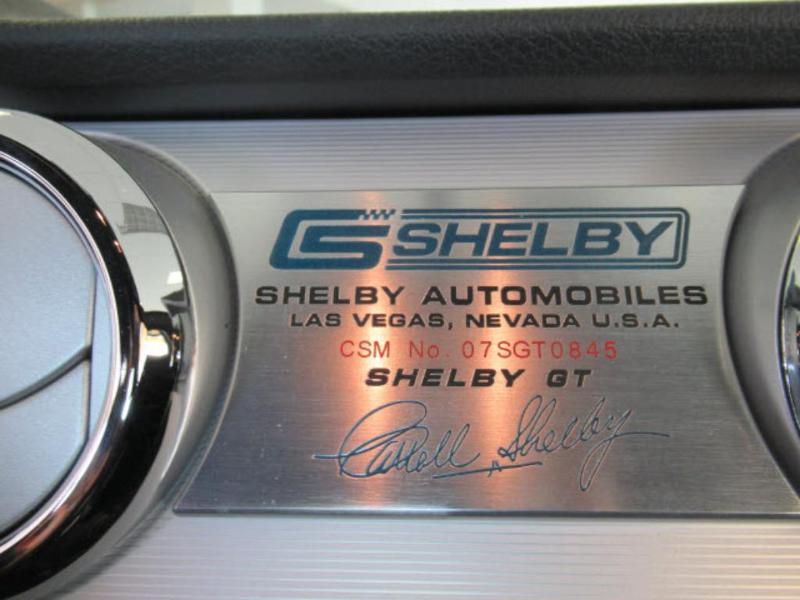 CS SHELBY
SHELBY AUTOMOBILES
LAS VEGAS, NEVADA U.S.A.
CSM No. 07SGT0845
SHELBY GT
Carroll Shelby